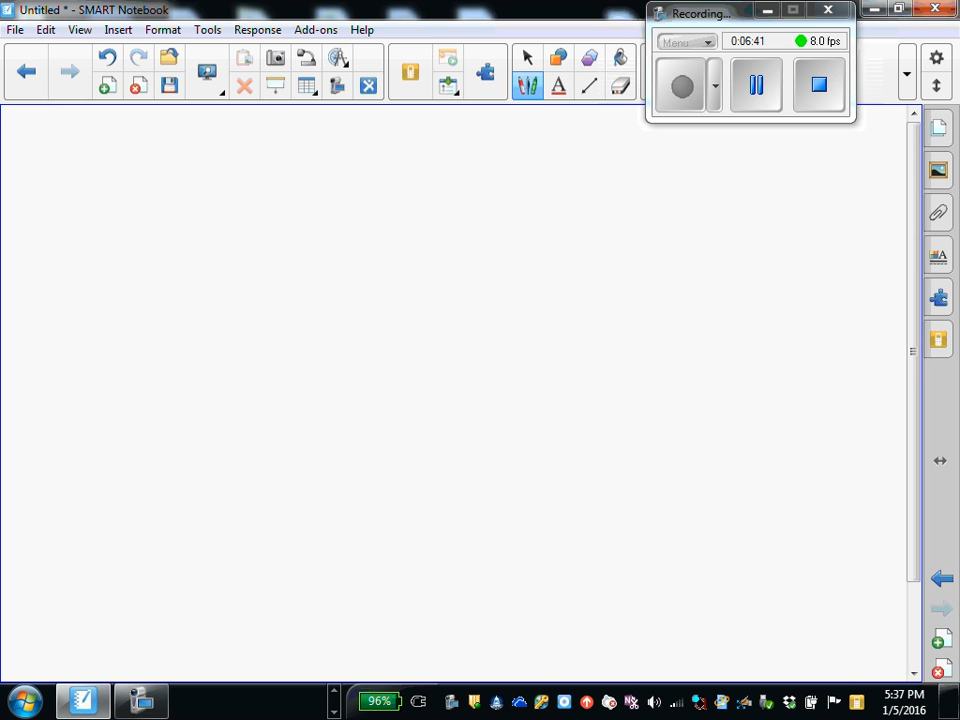 Untitled * - SMART Notebook
Recording...
File Edit View Insert Format Tools Response Add-ons Help
Menu 0:06:41 8.0 fps
A
A
96%
5:37 PM
1/5/2016